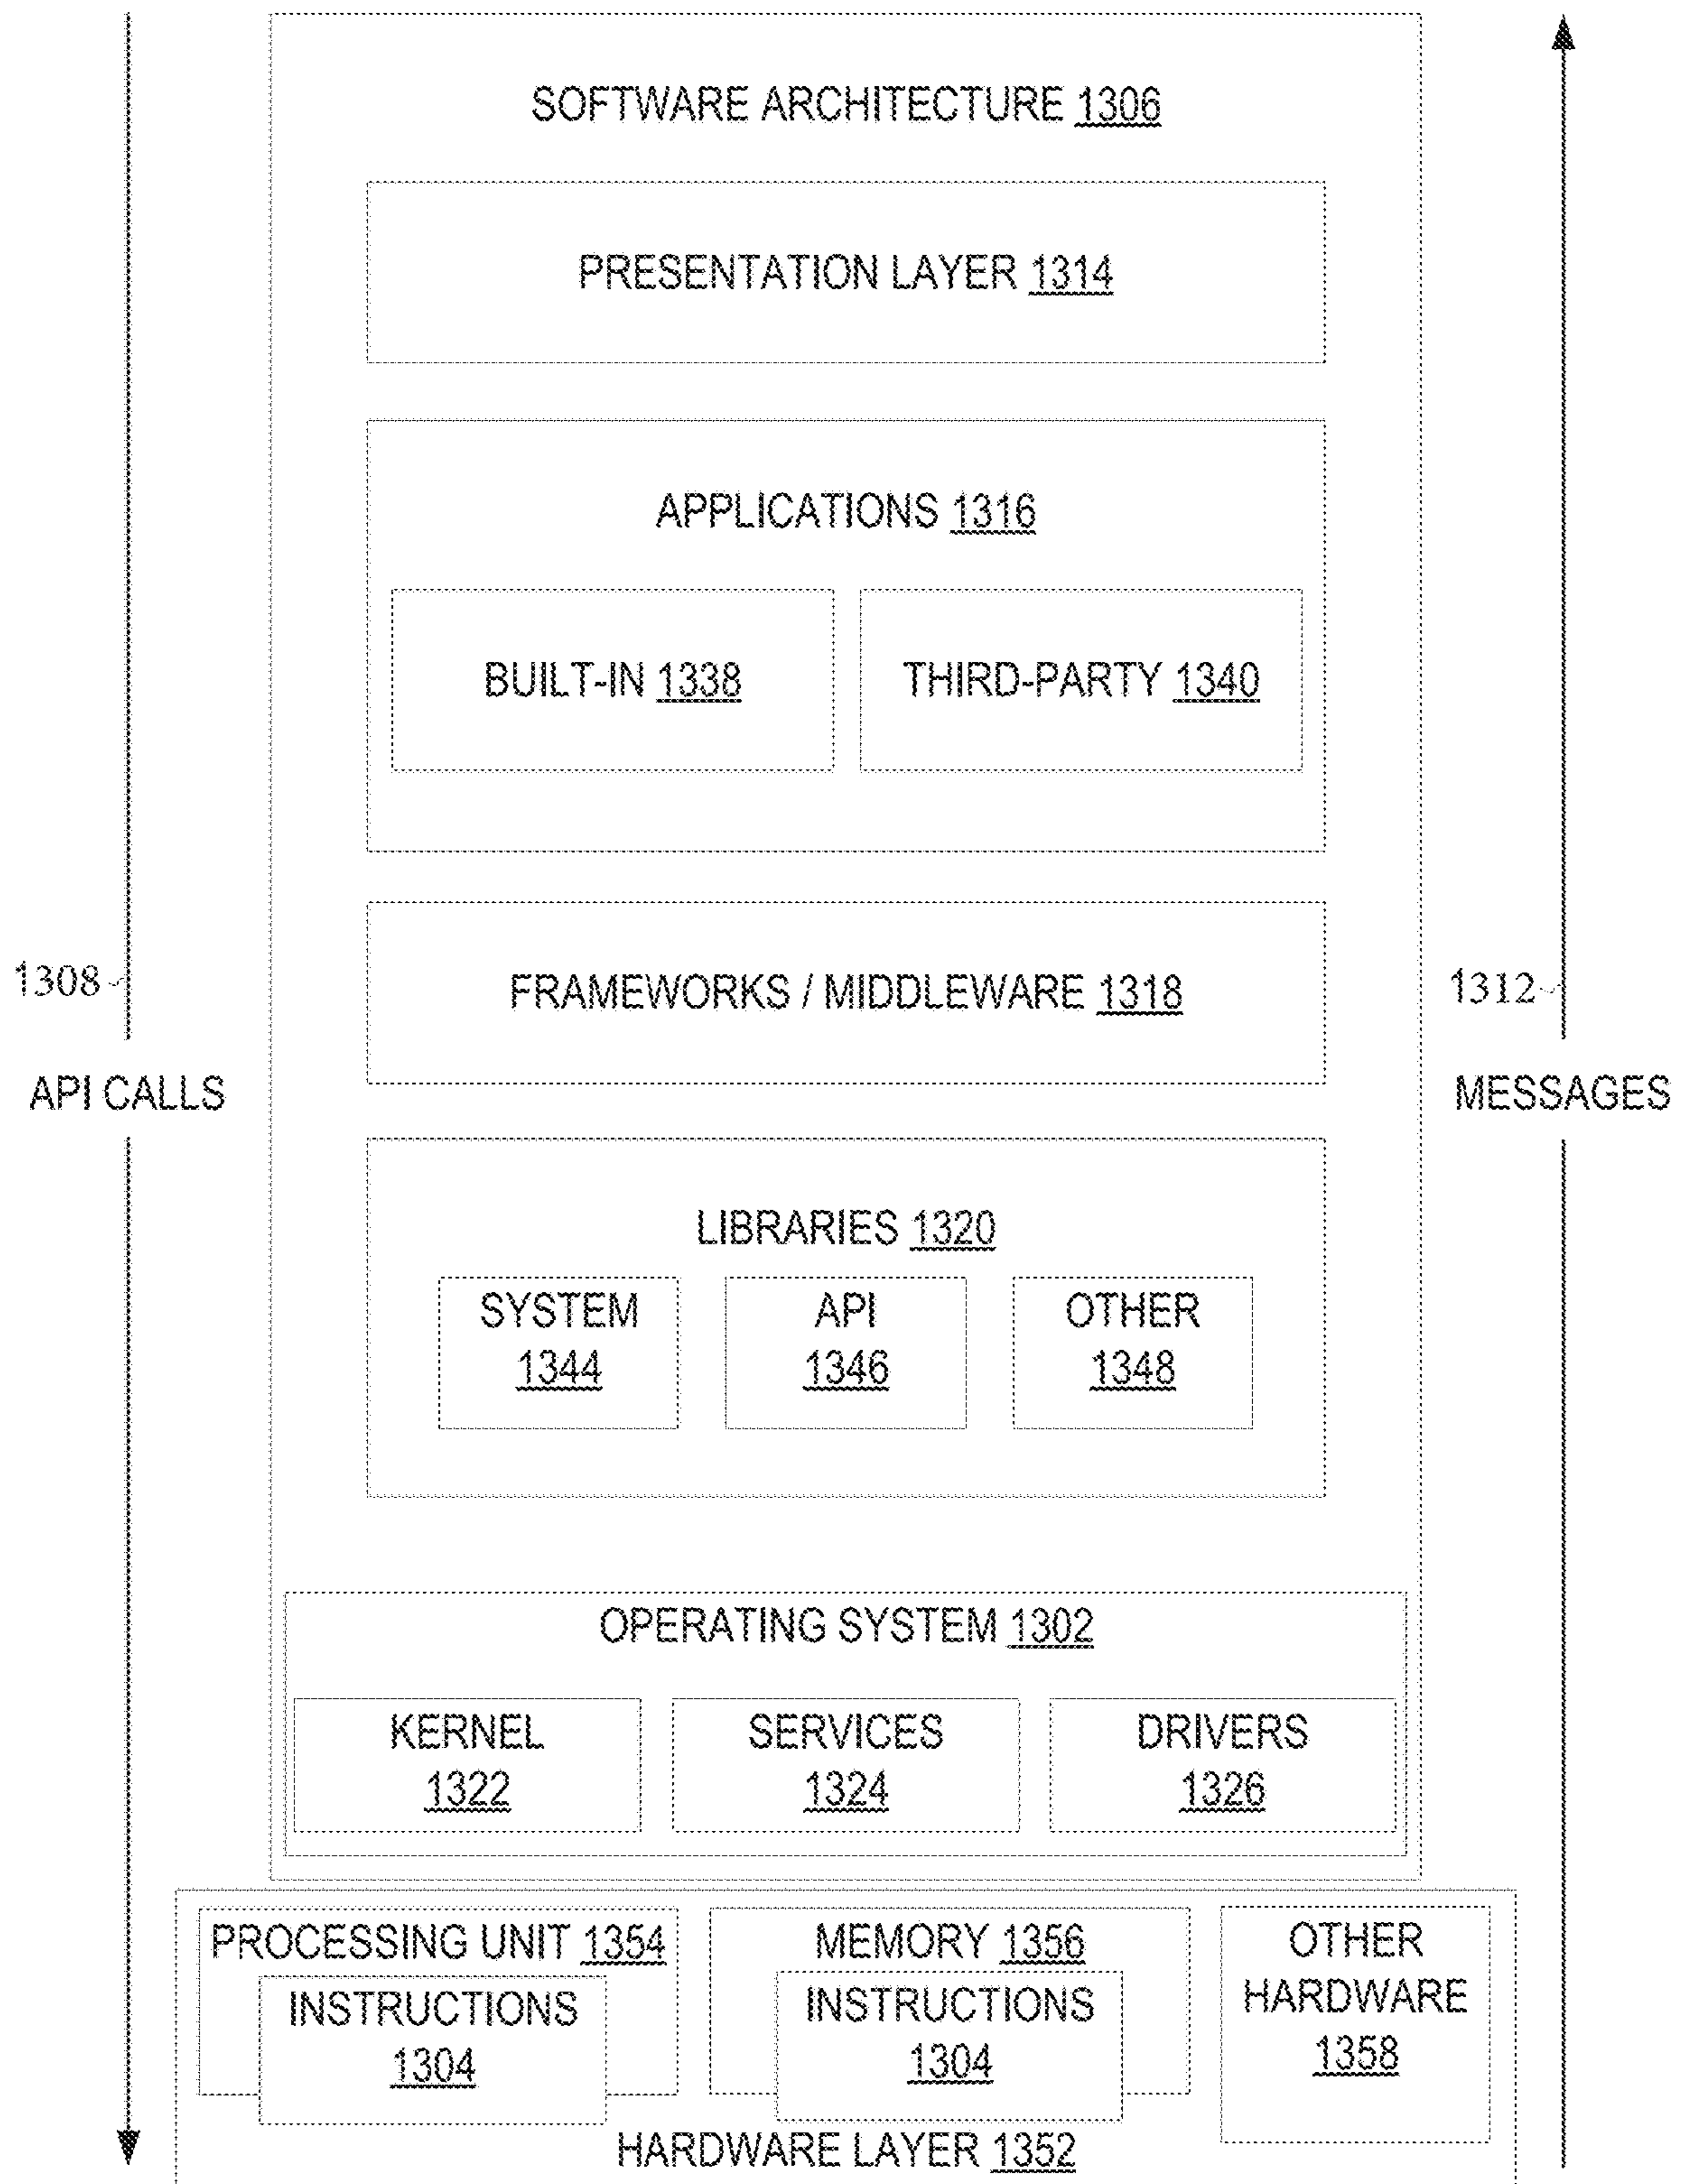 SOFTWARE ARCHITECTURE 1306
PRESENTATION LAYER 1314
APPLICATIONS 1316
BUILT-IN 1338
THIRD-PARTY 1340
1308
FRAMEWORKS / MIDDLEWARE 1318
1312
API CALLS
MESSAGES
LIBRARIES 1320
SYSTEM
1344
API
1346
OTHER
1348
OPERATING SYSTEM 1302
KERNEL
1322
SERVICES
1324
DRIVERS
1326
PROCESSING UNIT 1354
INSTRUCTIONS
1304
MEMORY 1356
INSTRUCTIONS
1304
OTHER
HARDWARE
1358
HARDWARE LAYER 1352